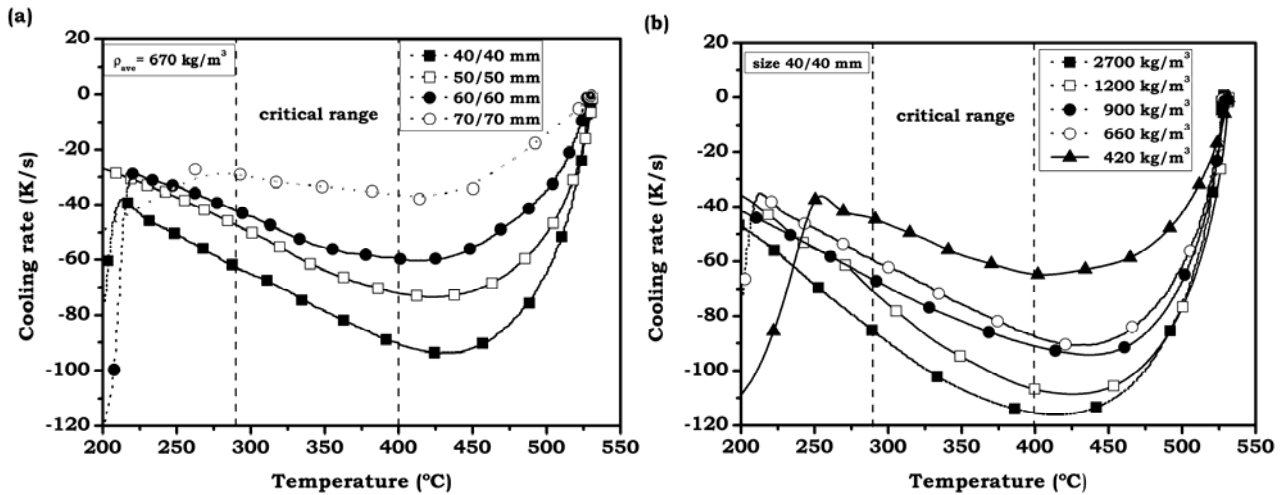 (a)
ρave= 670 kg/m³
40/40 mm
50/50 mm
60/60 mm
70/70 mm
critical range
20
0
-20
-40
-60
-80
-100
-120
Cooling rate (K/s)
200 250 300 350 400 450 500 550
Temperature (ºC)
(b)
size 40/40 mm
2700 kg/m³
1200 kg/m³
900 kg/m³
660 kg/m³
420 kg/m³
critical range
20
0
-20
-40
-60
-80
-100
-120
Cooling rate (K/s)
200 250 300 350 400 450 500 550
Temperature (ºC)